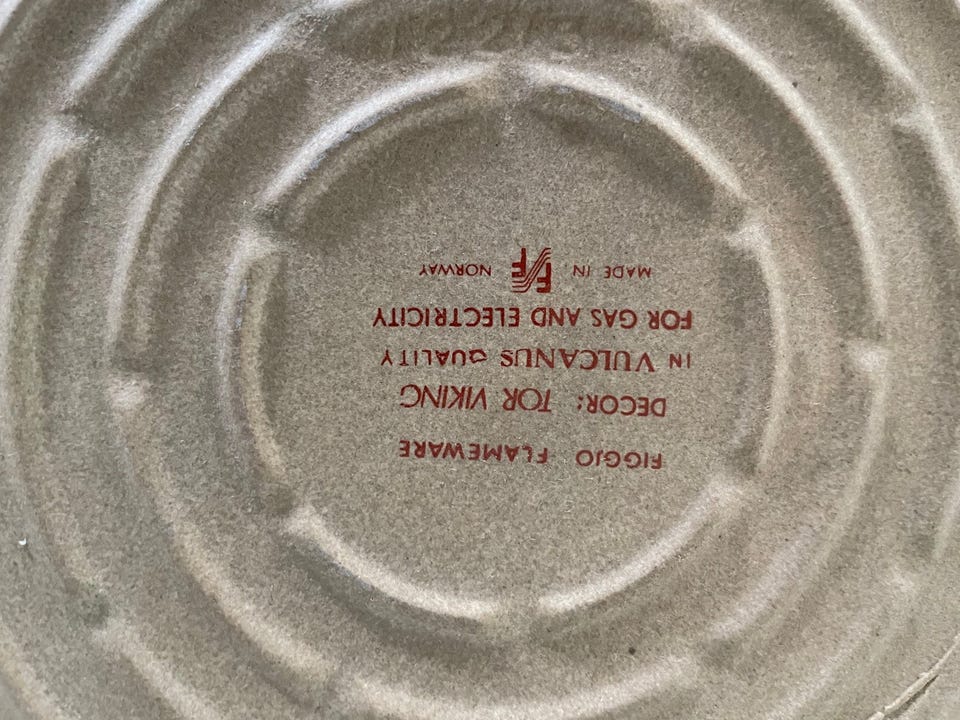 FIGGJO FLAMEWARE
DECOR: TOR VIKING
IN VULCANUS QUALITY
FOR GAS AND ELECTRICITY
MADE IN F/F NORWAY